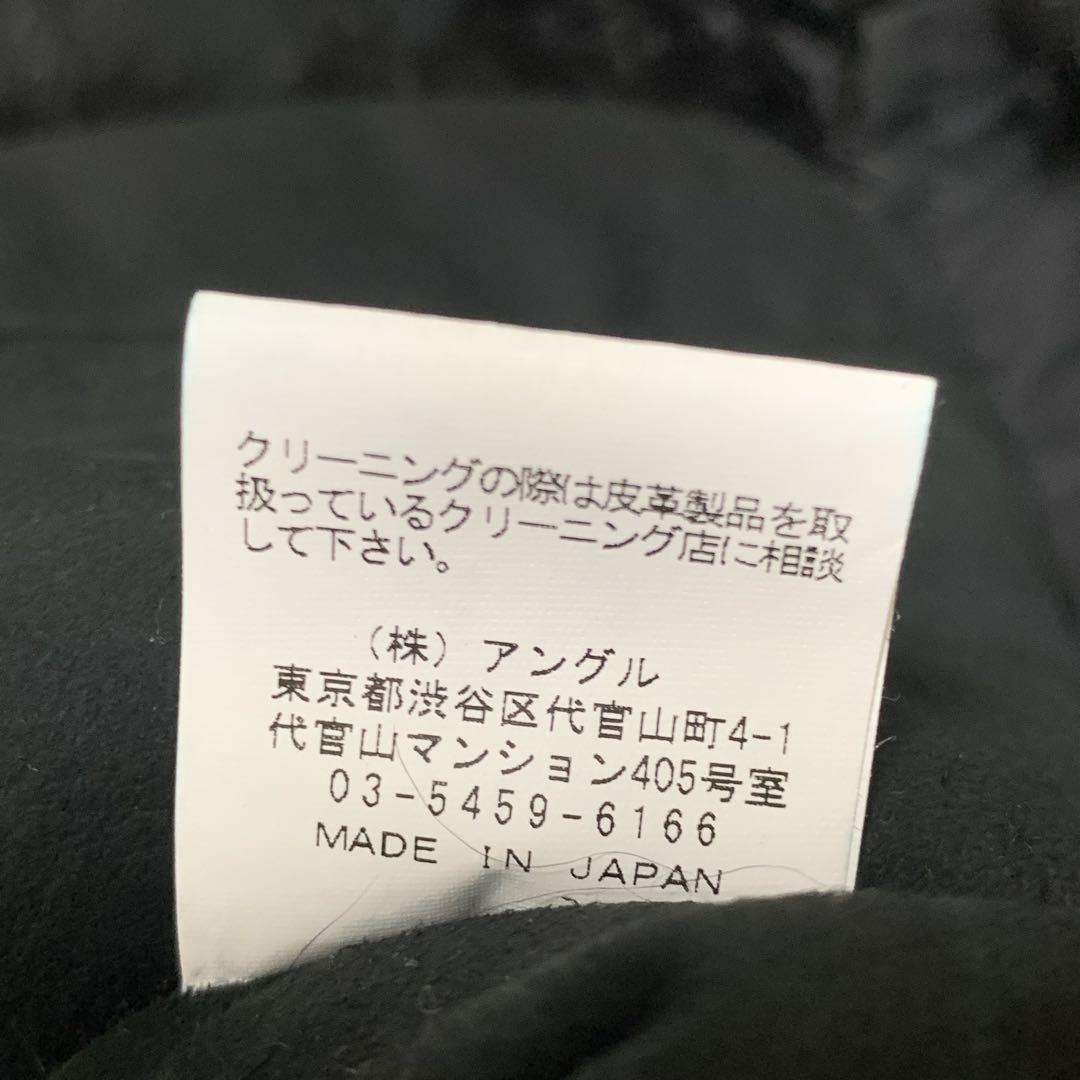 クリーニングの際は皮革製品を取
扱っているクリーニング店に相談
して下さい。
（株）アングル
東京都渋谷区代官山町4-1
代官山マンション405号室
03-5459-6166
MADE IN JAPAN